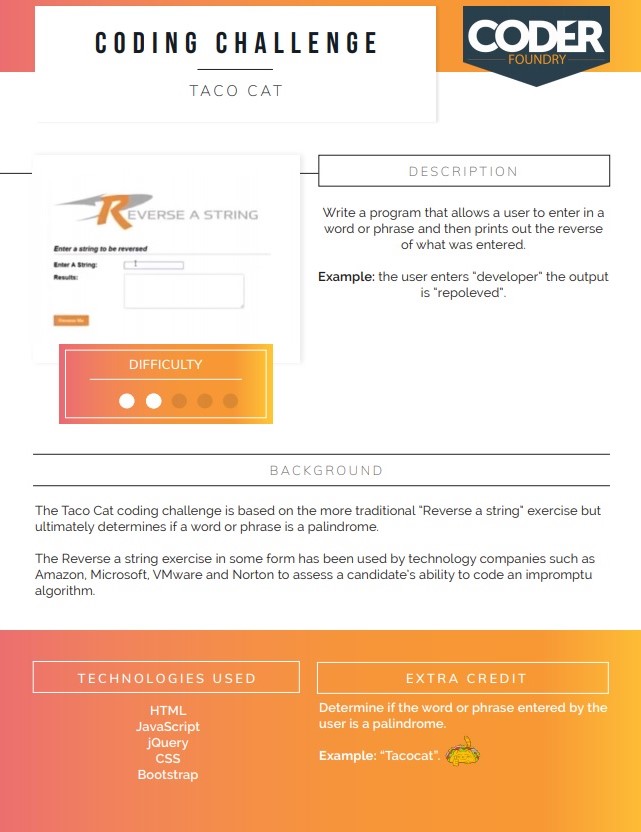 CODING CHALLENGE
TACO CAT
CODER
FOUNDRY
REVERSE A STRING
Enter a string to be reversed
Enter A String:
Results:
DIFFICULTY
DESCRIPTION
Write a program that allows a user to enter in a
word or phrase and then prints out the reverse
of what was entered.
Example: the user enters “developer” the output
is “repoleved”.
BACKGROUND
The Taco Cat coding challenge is based on the more traditional “Reverse a string” exercise but
ultimately determines if a word or phrase is a palindrome.
The Reverse a string exercise in some form has been used by technology companies such as
Amazon, Microsoft, VMware and Norton to assess a candidate’s ability to code an impromptu
algorithm.
TECHNOLOGIES USED
HTML
JavaScript
jQuery
CSS
Bootstrap
EXTRA CREDIT
Determine if the word or phrase entered by the
user is a palindrome.
Example: “Tacocat”.